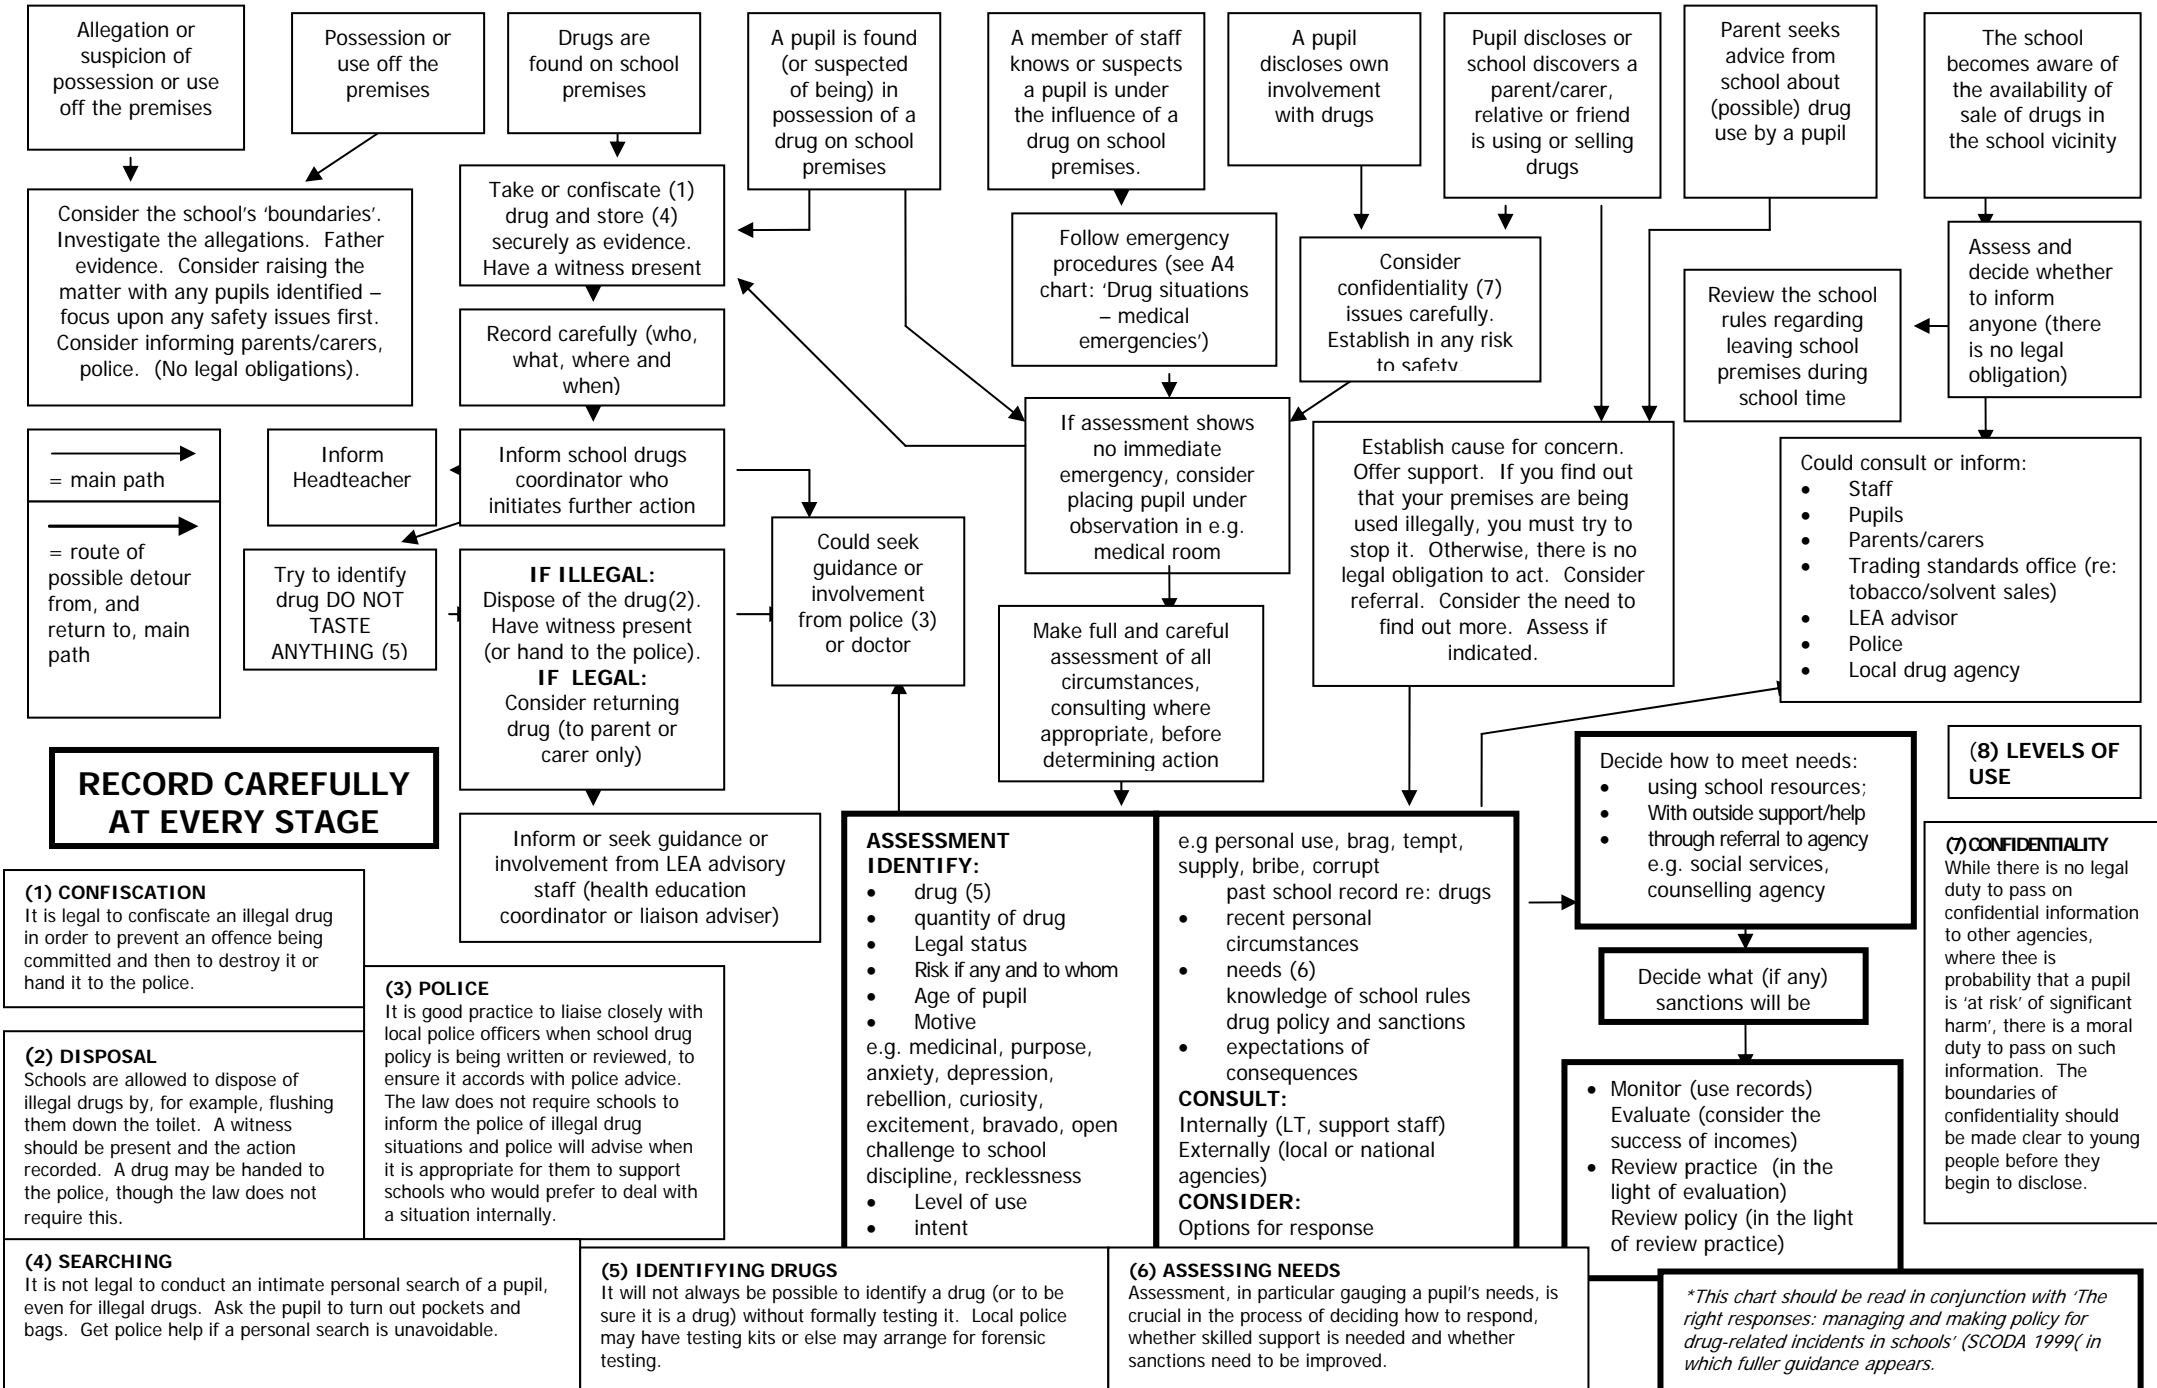 Allegation or
suspicion of
possession or use
off the premises
Possession or
use off the
premises
Drugs are
found on school
premises
A pupil is found
(or suspected
of being) in
possession of a
drug on school
premises
A member of staff
knows or suspects
a pupil is under
the influence of a
drug on school
premises.
A pupil
discloses own
involvement
with drugs
Pupil discloses or
school discovers a
parent/carer,
relative or friend
is using or selling
drugs
Parent seeks
advice from
school about
(possible) drug
use by a pupil
The school
becomes aware of
the availability of
sale of drugs in
the school vicinity
Consider the school's 'boundaries'.
Investigate the allegations.  Father
evidence.  Consider raising the
matter with any pupils identified –
focus upon any safety issues first.
Consider informing parents/carers,
police.  (No legal obligations).
Take or confiscate (1)
drug and store (4)
securely as evidence.
Have a witness present
Follow emergency
procedures (see A4
chart: 'Drug situations
– medical
emergencies')
Consider
confidentiality (7)
issues carefully.
Establish in any risk
to safety.
Review the school
rules regarding
leaving school
premises during
school time
Assess and
decide whether
to inform
anyone (there
is no legal
obligation)
Record carefully (who,
what, where and
when)
= main path
= route of
possible detour
from, and
return to, main
path
Inform
Headteacher
Inform school drugs
coordinator who
initiates further action
If assessment shows
no immediate
emergency, consider
placing pupil under
observation in e.g.
medical room
Establish cause for concern.
Offer support.  If you find out
that your premises are being
used illegally, you must try to
stop it.  Otherwise, there is no
legal obligation to act.  Consider
referral.  Consider the need to
find out more.  Assess if
indicated.
Could consult or inform:
• Staff
• Pupils
• Parents/carers
• Trading standards office (re:
tobacco/solvent sales)
• LEA advisor
• Police
• Local drug agency
Try to identify
drug DO NOT
TASTE
ANYTHING (5)
IF ILLEGAL:
Dispose of the drug(2).
Have witness present
(or hand to the police).
IF  LEGAL:
Consider returning
drug (to parent or
carer only)
Could seek
guidance or
involvement
from police (3)
or doctor
Make full and careful
assessment of all
circumstances,
consulting where
appropriate, before
determining action
RECORD CAREFULLY
AT EVERY STAGE
Inform or seek guidance or
involvement from LEA advisory
staff (health education
coordinator or liaison adviser)
ASSESSMENT
IDENTIFY:
• drug (5)
• quantity of drug
• Legal status
• Risk if any and to whom
• Age of pupil
• Motive
e.g. medicinal, purpose,
anxiety, depression,
rebellion, curiosity,
excitement, bravado, open
challenge to school
discipline, recklessness
• Level of use
• intent
e.g personal use, brag, tempt,
supply, bribe, corrupt
past school record re: drugs
• recent personal
circumstances
• needs (6)
knowledge of school rules
drug policy and sanctions
• expectations of
consequences
CONSULT:
Internally (LT, support staff)
Externally (local or national
agencies)
CONSIDER:
Options for response
Decide how to meet needs:
• using school resources;
• With outside support/help
• through referral to agency
e.g. social services,
counselling agency
Decide what (if any)
sanctions will be
• Monitor (use records)
Evaluate (consider the
success of incomes)
• Review practice  (in the
light of evaluation)
Review policy (in the light
of review practice)
(8) LEVELS OF
USE
(7)CONFIDENTIALITY
While there is no legal
duty to pass on
confidential information
to other agencies,
where thee is
probability that a pupil
is 'at risk' of significant
harm', there is a moral
duty to pass on such
information.  The
boundaries of
confidentiality should
be made clear to young
people before they
begin to disclose.
(1) CONFISCATION
It is legal to confiscate an illegal drug
in order to prevent an offence being
committed and then to destroy it or
hand it to the police.
(2) DISPOSAL
Schools are allowed to dispose of
illegal drugs by, for example, flushing
them down the toilet.  A witness
should be present and the action
recorded.  A drug may be handed to
the police, though the law does not
require this.
(3) POLICE
It is good practice to liaise closely with
local police officers when school drug
policy is being written or reviewed, to
ensure it accords with police advice.
The law does not require schools to
inform the police of illegal drug
situations and police will advise when
it is appropriate for them to support
schools who would prefer to deal with
a situation internally.
(4) SEARCHING
It is not legal to conduct an intimate personal search of a pupil,
even for illegal drugs.  Ask the pupil to turn out pockets and
bags.  Get police help if a personal search is unavoidable.
(5) IDENTIFYING DRUGS
It will not always be possible to identify a drug (or to be
sure it is a drug) without formally testing it.  Local police
may have testing kits or else may arrange for forensic
testing.
(6) ASSESSING NEEDS
Assessment, in particular gauging a pupil's needs, is
crucial in the process of deciding how to respond,
whether skilled support is needed and whether
sanctions need to be improved.
*This chart should be read in conjunction with 'The
right responses: managing and making policy for
drug-related incidents in schools' (SCODA 1999( in
which fuller guidance appears.